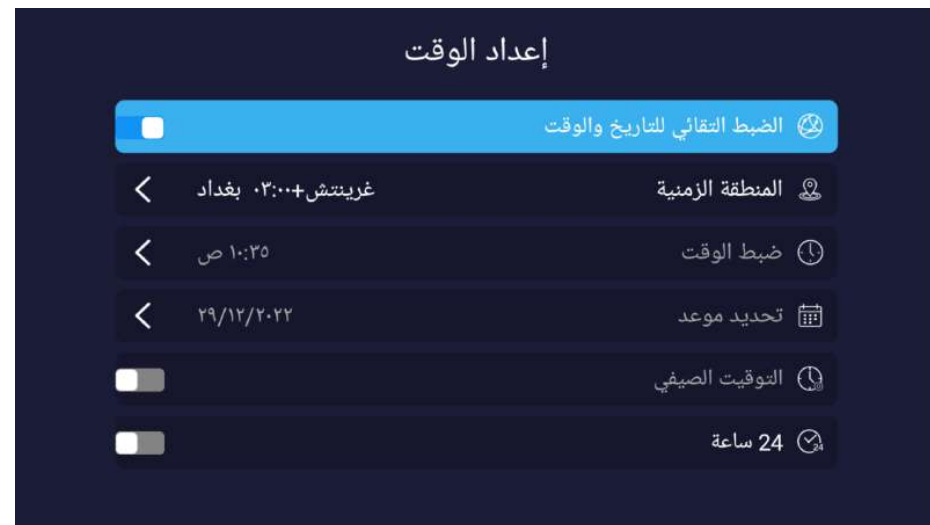 إعداد الوقت
الضبط التقائي للتاريخ والوقت
المنطقة الزمنية غرينتش+٠٣:٠٠ بغداد
ضبط الوقت ١٠:٣٥ ص
تحديد موعد ٢٩/١٢/٢٠٢٢
التوقيت الصيفي
24 ساعة
24